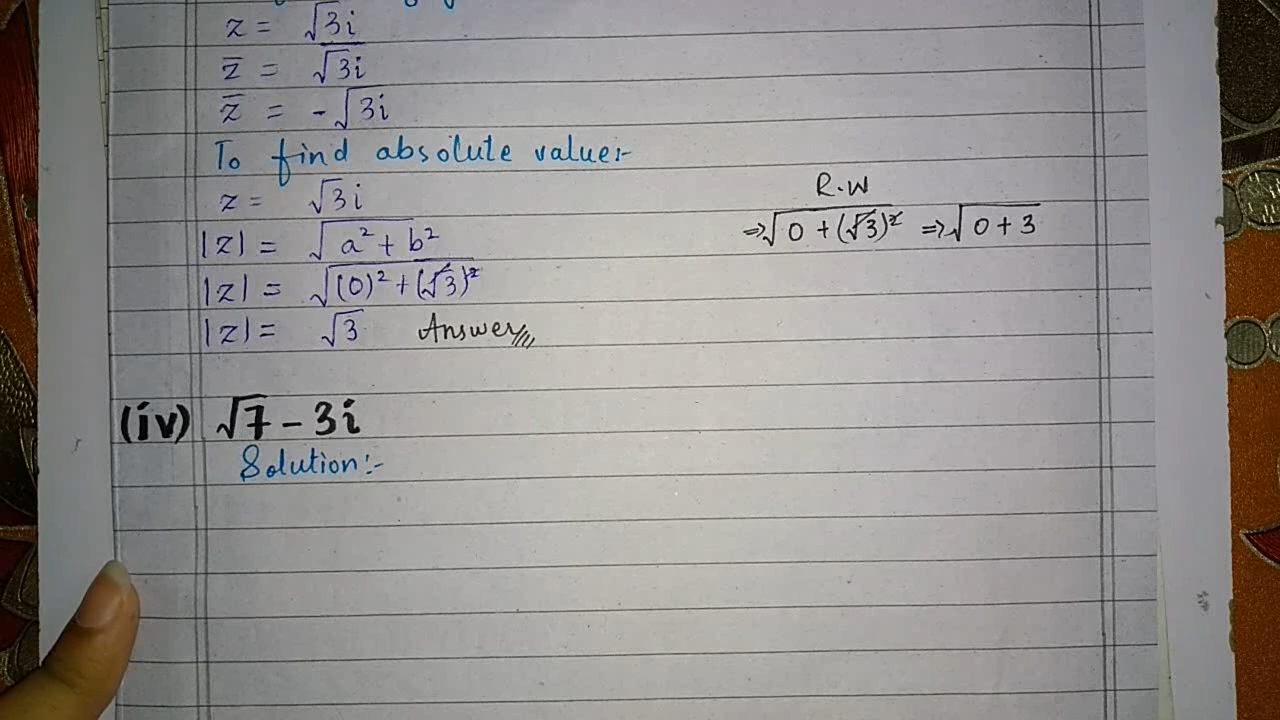 z = √3i
z̅ = √3i
z̅ = -√3i
To find absolute value:-
z = √3i
R.W
|z| = √a² + b²
⇒√0 + (√3)² ⇒√0 + 3
|z| = √(0)² + (√3)²
|z| = √3 Answer
(iv) √7 - 3i
Solution:-